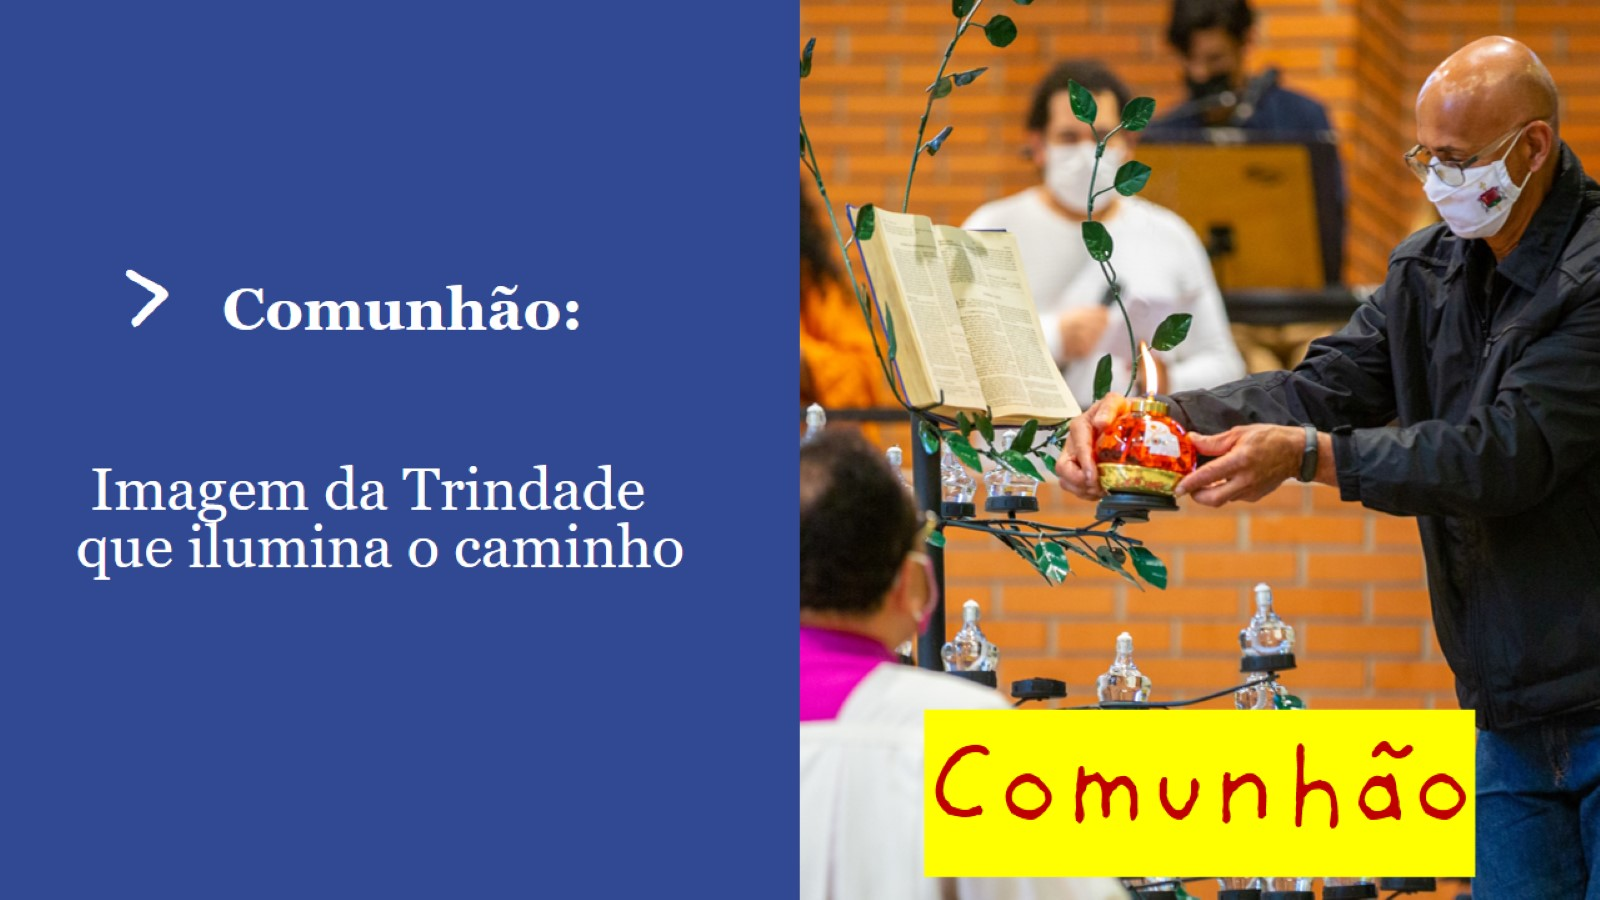 Comunhão:
Imagem da Trindade
que ilumina o caminho
Comunhão